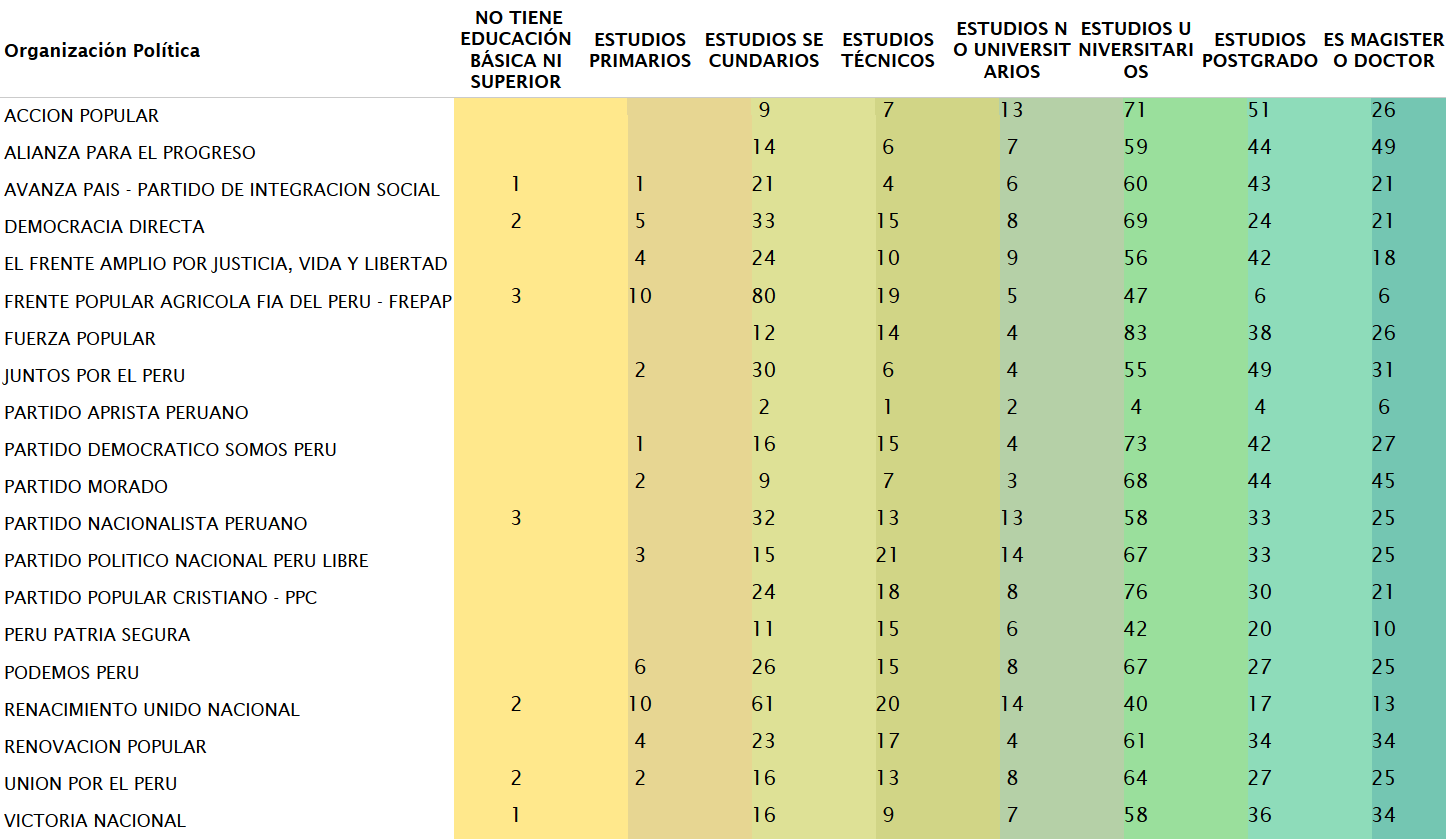 Organización Política NO TIENE EDUCACIÓN BÁSICA NI SUPERIOR ESTUDIOS PRIMARIOS ESTUDIOS SE CUNDARIOS ESTUDIOS TÉCNICOS ESTUDIOS N O UNIVERSIT ARIOS ESTUDIOS U NIVERSITARI OS ESTUDIOS POSTGRADO ES MAGISTER O DOCTOR
ACCION POPULAR 9 7 13 71 51 26
ALIANZA PARA EL PROGRESO 14 6 7 59 44 49
AVANZA PAIS - PARTIDO DE INTEGRACION SOCIAL 1 1 21 4 6 60 43 21
DEMOCRACIA DIRECTA 2 5 33 15 8 69 24 21
EL FRENTE AMPLIO POR JUSTICIA, VIDA Y LIBERTAD 4 24 10 9 56 42 18
FRENTE POPULAR AGRICOLA FIA DEL PERU - FREPAP 3 10 80 19 5 47 6 6
FUERZA POPULAR 12 14 4 83 38 26
JUNTOS POR EL PERU 2 30 6 4 55 49 31
PARTIDO APRISTA PERUANO 2 1 2 4 4 6
PARTIDO DEMOCRATICO SOMOS PERU 1 16 15 4 73 42 27
PARTIDO MORADO 2 9 7 3 68 44 45
PARTIDO NACIONALISTA PERUANO 3 32 13 13 58 33 25
PARTIDO POLITICO NACIONAL PERU LIBRE 3 15 21 14 67 33 25
PARTIDO POPULAR CRISTIANO - PPC 24 18 8 76 30 21
PERU PATRIA SEGURA 11 15 6 42 20 10
PODEMOS PERU 6 26 15 8 67 27 25
RENACIMIENTO UNIDO NACIONAL 2 10 61 20 14 40 17 13
RENOVACION POPULAR 4 23 17 4 61 34 34
UNION POR EL PERU 2 2 16 13 8 64 27 25
VICTORIA NACIONAL 1 16 9 7 58 36 34